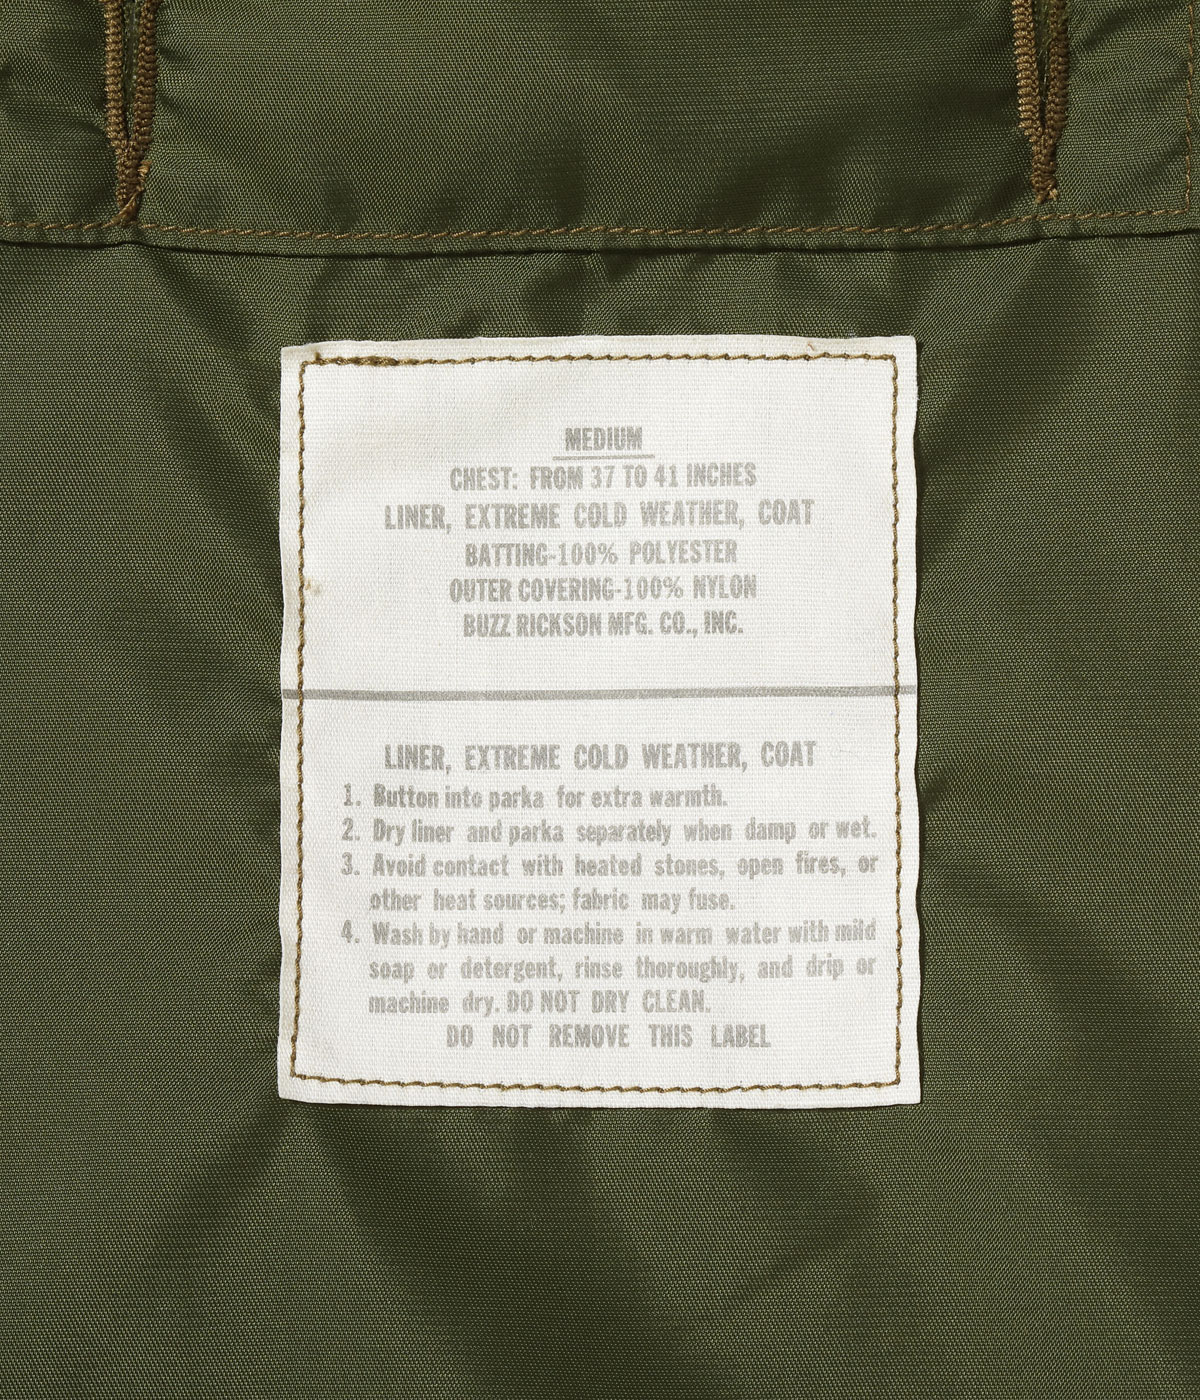 MEDIUM
CHEST: FROM 37 TO 41 INCHES
LINER, EXTREME COLD WEATHER, COAT
BATTING-100% POLYESTER
OUTER COVERING-100% NYLON
BUZZ RICKSON MFG. CO., INC.
LINER, EXTREME COLD WEATHER, COAT
1. Button into parka for extra warmth.
2. Dry liner and parka separately when damp or wet.
3. Avoid contact with heated stones, open fires, or
other heat sources; fabric may fuse.
4. Wash by hand or machine in warm water with mild
soap or detergent, rinse thoroughly, and drip or
machine dry. DO NOT DRY CLEAN.
DO NOT REMOVE THIS LABEL